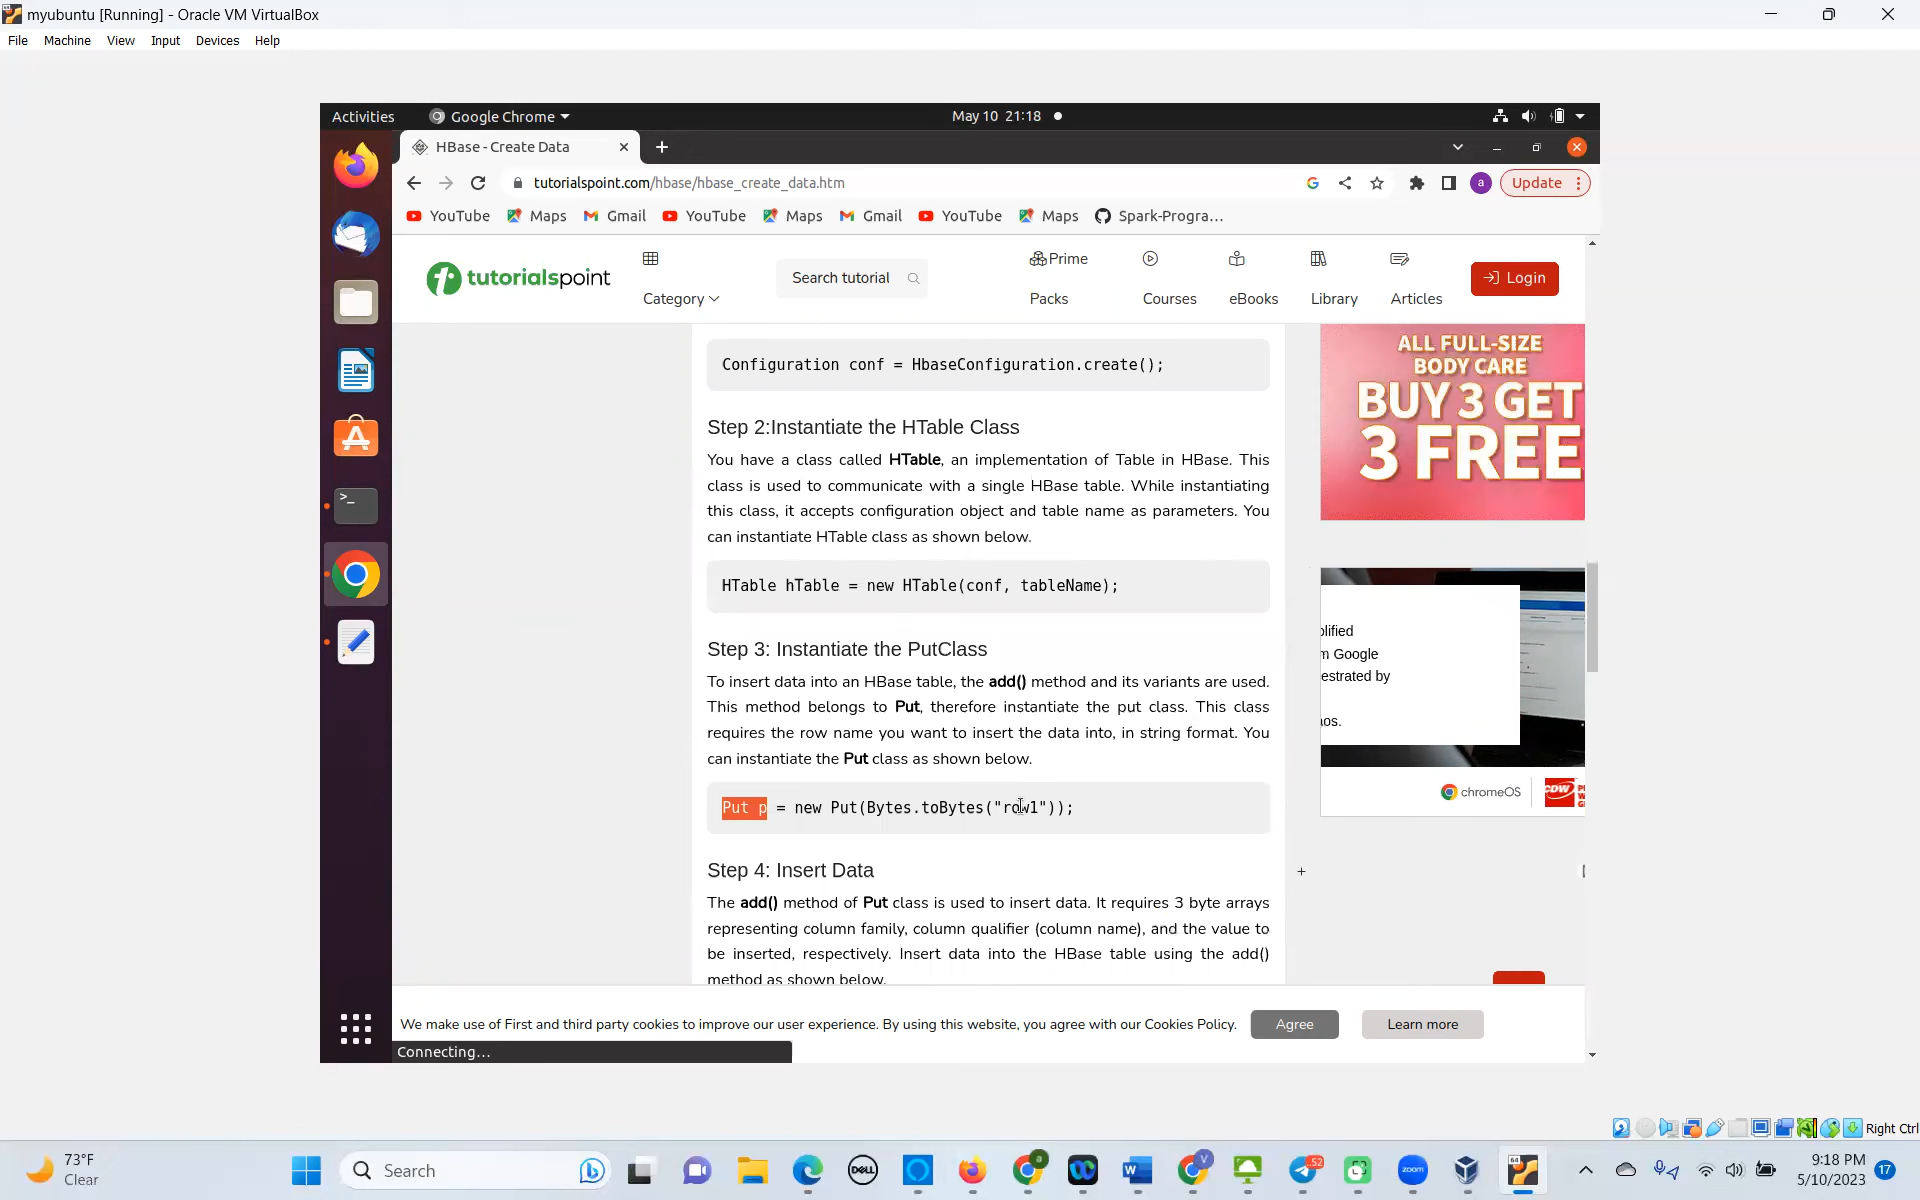 myubuntu [Running] - Oracle VM VirtualBox
File Machine View Input Devices Help
Activities Google Chrome May 10 21:18
HBase - Create Data
tutorialspoint.com/hbase/hbase_create_data.htm a Update
YouTube Maps Gmail YouTube Maps Gmail YouTube Maps Spark-Progra...
tutorialspoint
Category
Search tutorial
Prime
Packs
Courses
eBooks
Library
Articles
Login
Configuration conf = HbaseConfiguration.create();
Step 2:Instantiate the HTable Class
You have a class called HTable, an implementation of Table in HBase. This
class is used to communicate with a single HBase table. While instantiating
this class, it accepts configuration object and table name as parameters. You
can instantiate HTable class as shown below.
HTable hTable = new HTable(conf, tableName);
Step 3: Instantiate the PutClass
To insert data into an HBase table, the add() method and its variants are used.
This method belongs to Put, therefore instantiate the put class. This class
requires the row name you want to insert the data into, in string format. You
can instantiate the Put class as shown below.
Put p = new Put(Bytes.toBytes("row1"));
Step 4: Insert Data
The add() method of Put class is used to insert data. It requires 3 byte arrays
representing column family, column qualifier (column name), and the value to
be inserted, respectively. Insert data into the HBase table using the add()
method as shown below.
ALL FULL-SIZE
BODY CARE
BUY 3 GET
3 FREE
plified
m Google
estrated by
aos.
chromeOS CDW
We make use of First and third party cookies to improve our user experience. By using this website, you agree with our Cookies Policy. Agree Learn more
Connecting...
Right Ctrl
73°F
Clear
Search
DELL
52
zoom
9:18 PM
5/10/2023
17